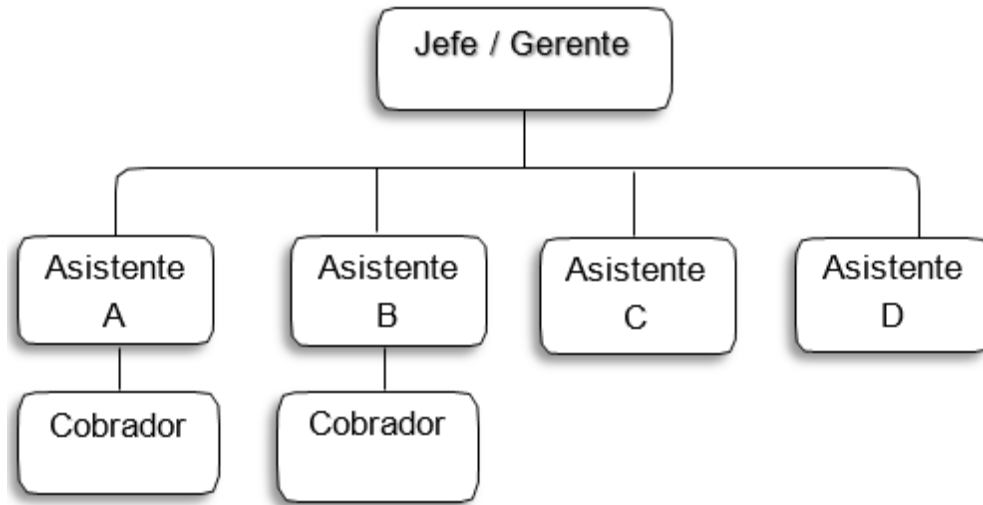 Jefe / Gerente
Asistente
A
Asistente
B
Asistente
C
Asistente
D
Cobrador
Cobrador